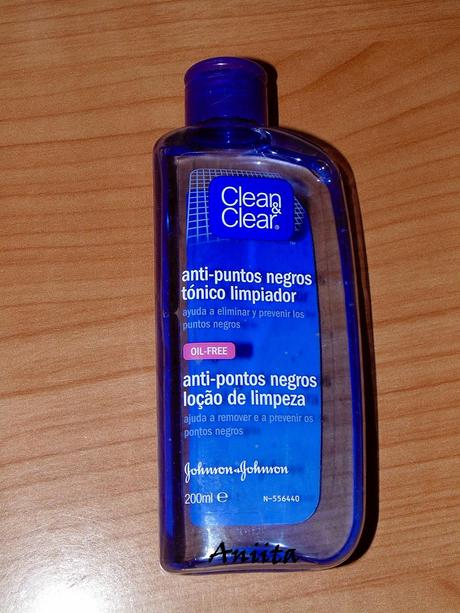 Clean &
Clear®
™
anti-puntos negros
tónico limpiador
ayuda a eliminar y prevenir los
puntos negros
OIL-FREE
anti-pontos negros
loção de limpeza
ajuda a remover e a prevenir os
pontos negros
Johnson & Johnson
200ml ℮
N-556440
Aniita